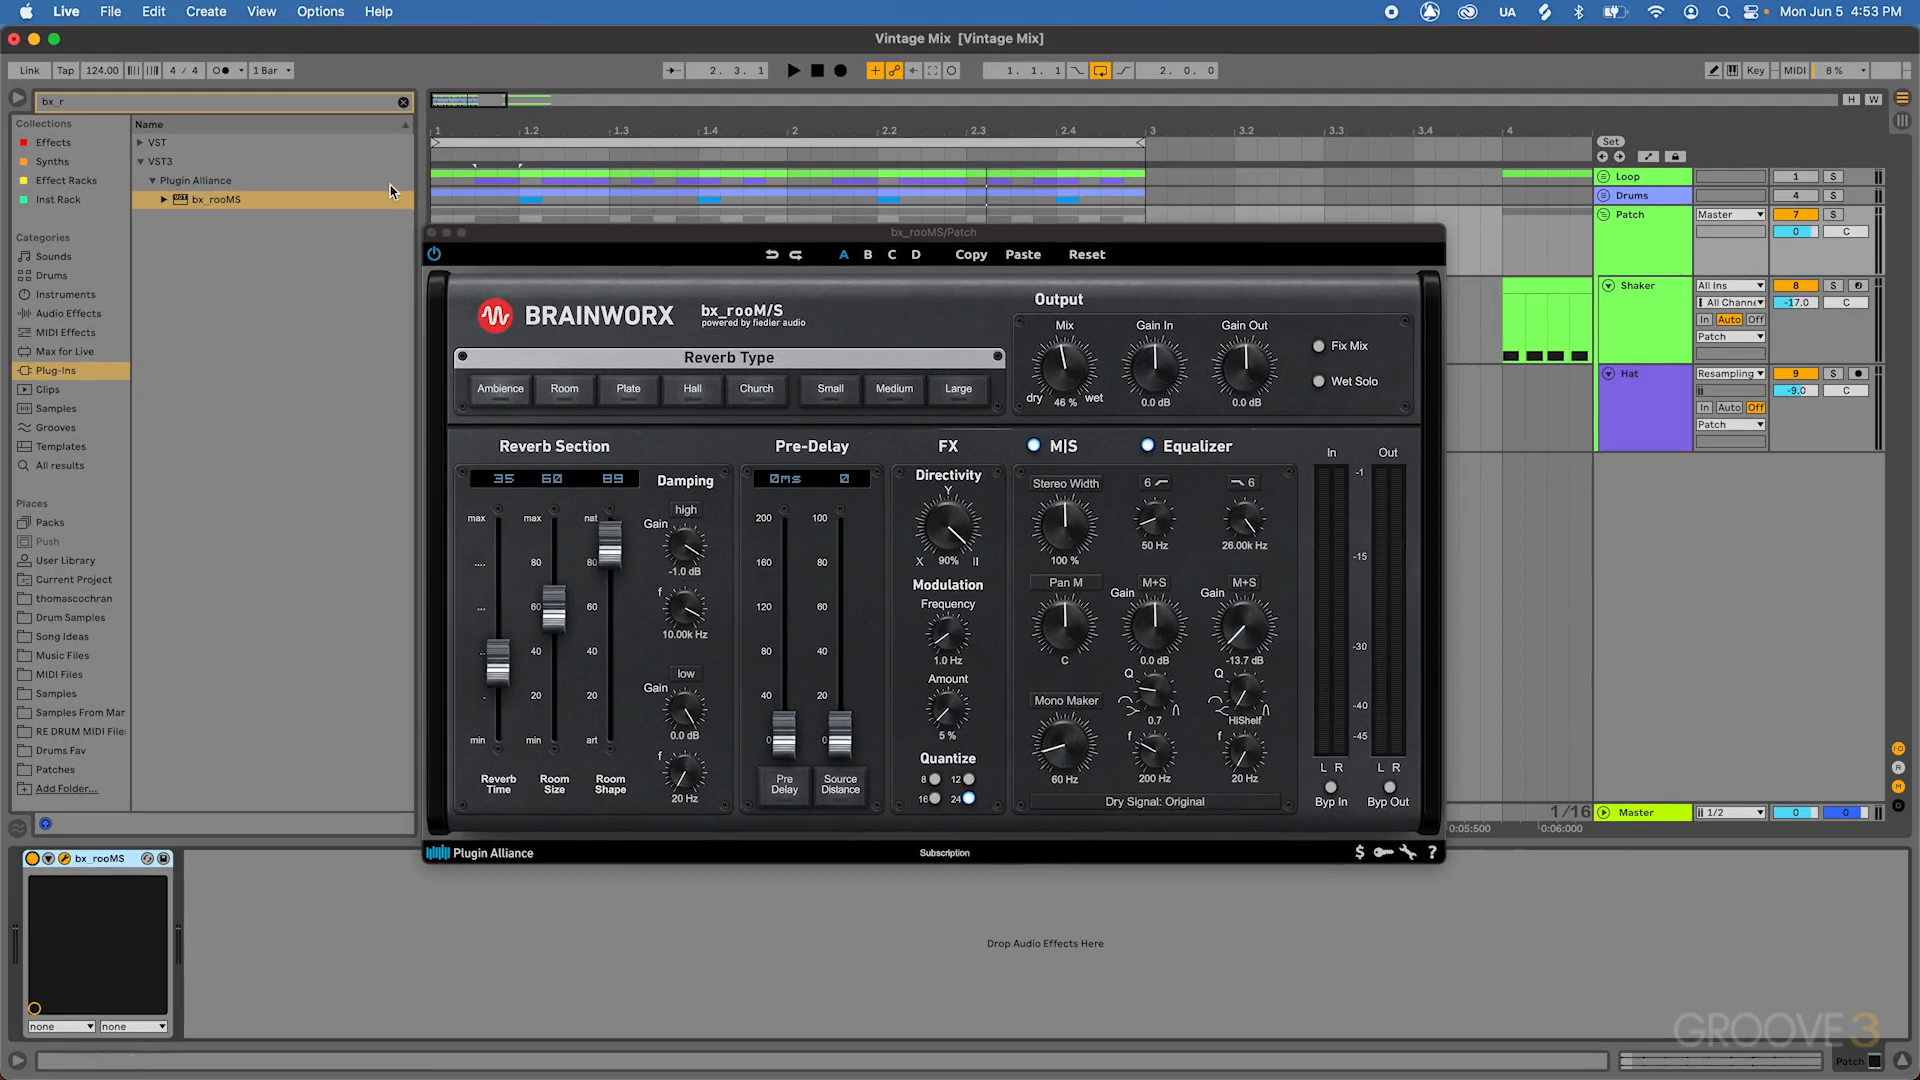 Live File Edit Create View Options Help UA Mon Jun 5 4:53 PM
Vintage Mix [Vintage Mix]
Link Tap 124.00 4 / 4 1 Bar 2. 3. 1 1. 1. 1 2. 0. 0 Key MIDI 8 %
bx_r H W
Collections Name
Effects VST
Synths VST3
Effect Racks Plugin Alliance
Inst Rack bx_rooMS
Categories
Sounds
Drums
Instruments
Audio Effects
MIDI Effects
Max for Live
Plug-Ins
Clips
Samples
Grooves
Templates
All results
Places
Packs
Push
User Library
Current Project
thomascochran
Drum Samples
Song Ideas
Music Files
MIDI Files
Samples
Samples From Mar
RE DRUM MIDI File
Drums Fav
Patches
Add Folder...
1 1.2 1.3 1.4 2 2.2 2.3 2.4 3 3.2 3.3 3.4 4
Set
Loop 1 S
Drums 4 S
Patch Master 7 S
0 C
Shaker All Ins 8 S
All Channe -17.0 C
In Auto Off
Patch
Hat Resampling 9 S
-9.0 C
In Auto Off
Patch
1/16 Master 1/2 0 0
0:05:500 0:06:000
bx_rooMS/Patch
A B C D Copy Paste Reset
BRAINWORX bx_rooM/S
powered by fiedler audio
Output
Mix Gain In Gain Out
dry 46 % wet 0.0 dB 0.0 dB
Fix Mix
Wet Solo
Reverb Type
Ambience Room Plate Hall Church Small Medium Large
Reverb Section Pre-Delay FX M|S Equalizer
35 60 89
Damping
high
Gain
-1.0 dB
f
10.00k Hz
low
Gain
0.0 dB
f
20 Hz
max max nat
.... 80 80
... 60 60
.. 40 40
. 20 20
min min art
Reverb Time Room Size Room Shape
0ms 0
200 100
160 80
120 60
80 40
40 20
0 0
Pre Delay Source Distance
Directivity
Y
X 90% II
Modulation
Frequency
1.0 Hz
Amount
5 %
Quantize
8 12
16 24
Stereo Width 6 6
100 % 50 Hz 26.00k Hz
Pan M M+S M+S
Gain Gain
C 0.0 dB -13.7 dB
Q Q
Mono Maker 0.7 HiShelf
f f
60 Hz 200 Hz 20 Hz
Dry Signal: Original
In Out
-1
-15
-30
-40
-45
L R L R
Byp In Byp Out
Plugin Alliance Subscription $ ?
bx_rooMS
none none
Drop Audio Effects Here
GROOVE 3
Patch